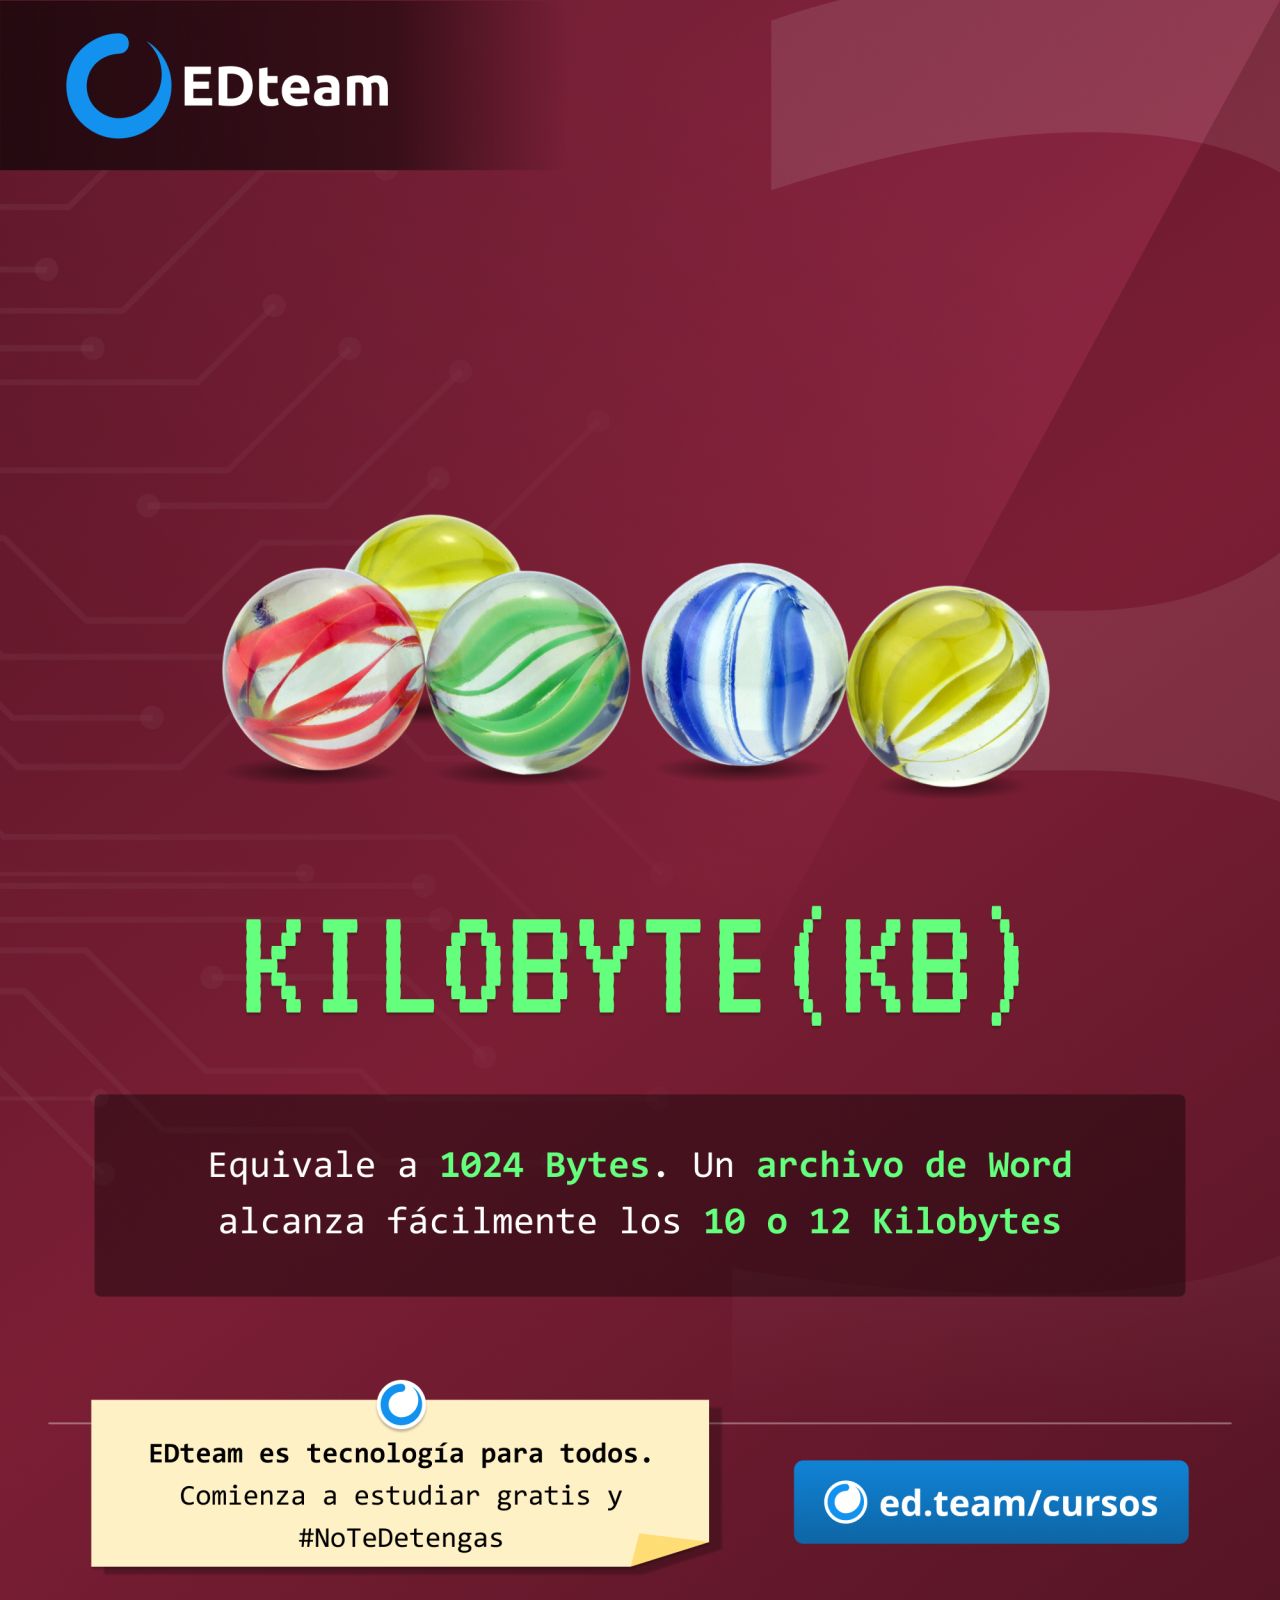 EDteam
KILOBYTE(KB)
Equivale a 1024 Bytes. Un archivo de Word
alcanza fácilmente los 10 o 12 Kilobytes
EDteam es tecnología para todos.
Comienza a estudiar gratis y
#NoTeDetengas
ed.team/cursos